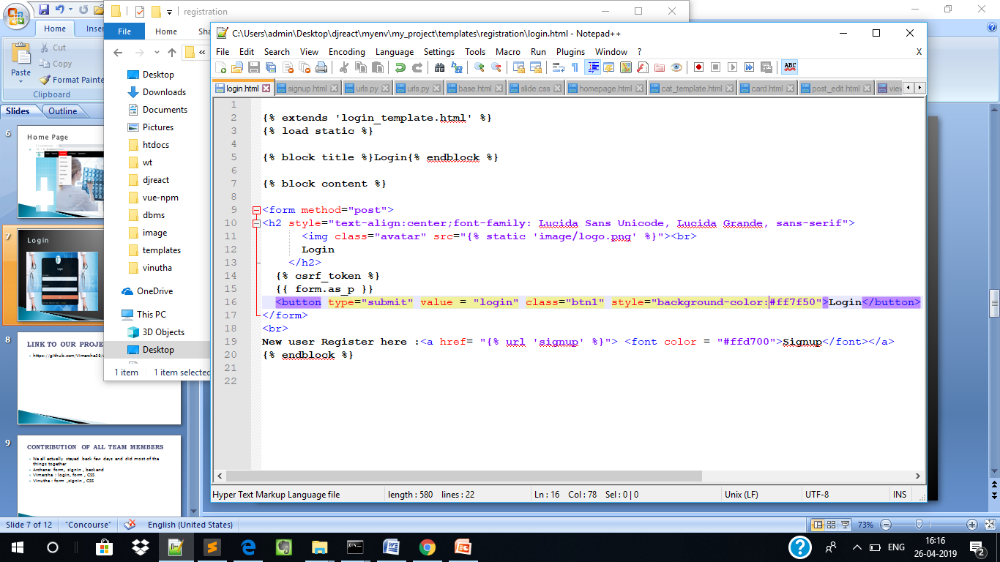 registration
Home
Inser
File
Home
Sha
C:\Users\admin\Desktop\djreact\myenv\my_project\templates\registration\login.html - Notepad++
File Edit Search View Encoding Language Settings Tools Macro Run Plugins Window ? X
Paste
Cut
Copy
Format Painte
Clipboard
Slides
Outline
«
Desktop
Downloads
Documents
Pictures
htdocs
wt
djreact
vue-npm
dbms
image
templates
vinutha
OneDrive
This PC
3D Objects
Desktop
1 item 1 item selected
login.html signup.html urls.py urls.py base.html slide.css homepage.html cat_template.html card.html post_edit.html view
1
2 {% extends 'login_template.html' %}
3 {% load static %}
4
5 {% block title %}Login{% endblock %}
6
7 {% block content %}
8
9 <form method="post">
10 <h2 style="text-align:center;font-family: Lucida Sans Unicode, Lucida Grande, sans-serif">
11 <img class="avatar" src="{% static 'image/logo.png' %}"><br>
12 Login
13 </h2>
14 {% csrf_token %}
15 {{ form.as_p }}
16 <button type="submit" value = "login" class="btn1" style="background-color:#ff7f50">Login</button>
17 </form>
18 <br>
19 New user Register here :<a href= "{% url 'signup' %}"> <font color = "#ffd700">Signup</font></a>
20 {% endblock %}
21
22
Hyper Text Markup Language file length : 580 lines : 22 Ln : 16 Col : 78 Sel : 0 | 0 Unix (LF) UTF-8 INS
6
Home Page
7
Login
8
LINK TO OUR PROJE
https://github.com/Vimarsha23/v
9
CONTRIBUTION OF ALL TEAM MEMBERS
We all actually stayed back few days and did most of the
things together
Archana: form, signin , backend
Vimarsha : login, form , CSS
Vinutha : form ,signin , CSS
Slide 7 of 12 "Concourse" English (United States) 73%
ENG
16:16
26-04-2019
2